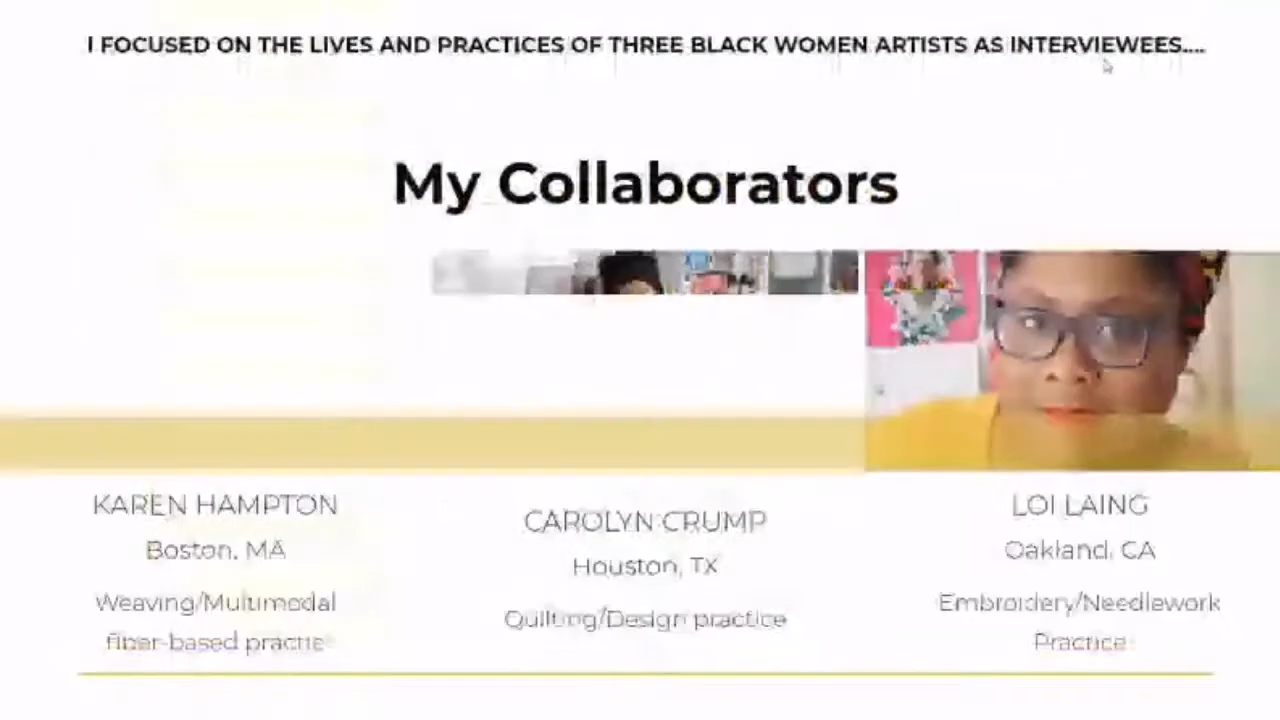 I FOCUSED ON THE LIVES AND PRACTICES OF THREE BLACK WOMEN ARTISTS AS INTERVIEWEES....
My Collaborators
KAREN HAMPTON
Boston, MA
Weaving/Multimodal
fiber-based practic
CAROLYN CRUMP
Houston, TX
Quilting/Design practice
LOI LAING
Oakland, CA
Embroidery/Needlework
Practice